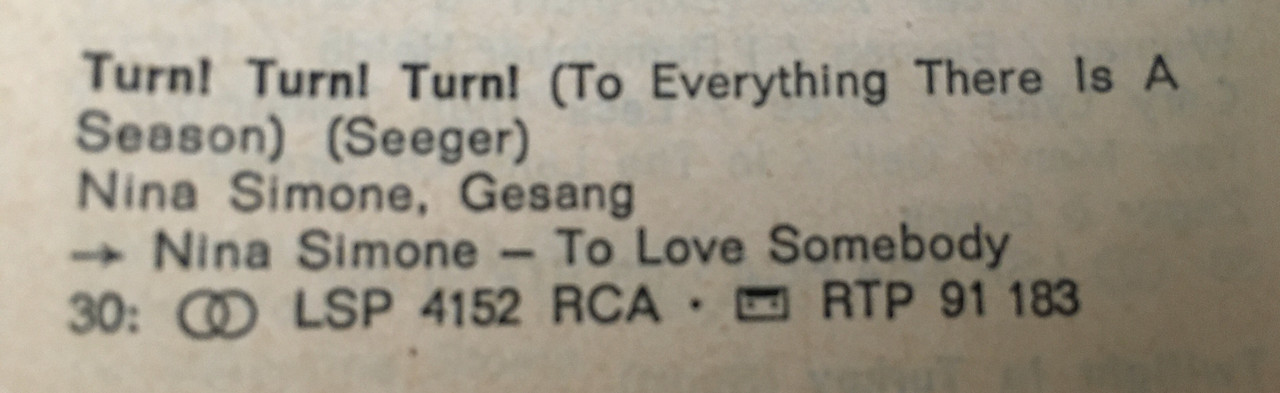 Turn! Turn! Turn! (To Everything There Is A
Season) (Seeger)
Nina Simone, Gesang
→ Nina Simone – To Love Somebody
30: LSP 4152 RCA · RTP 91 183